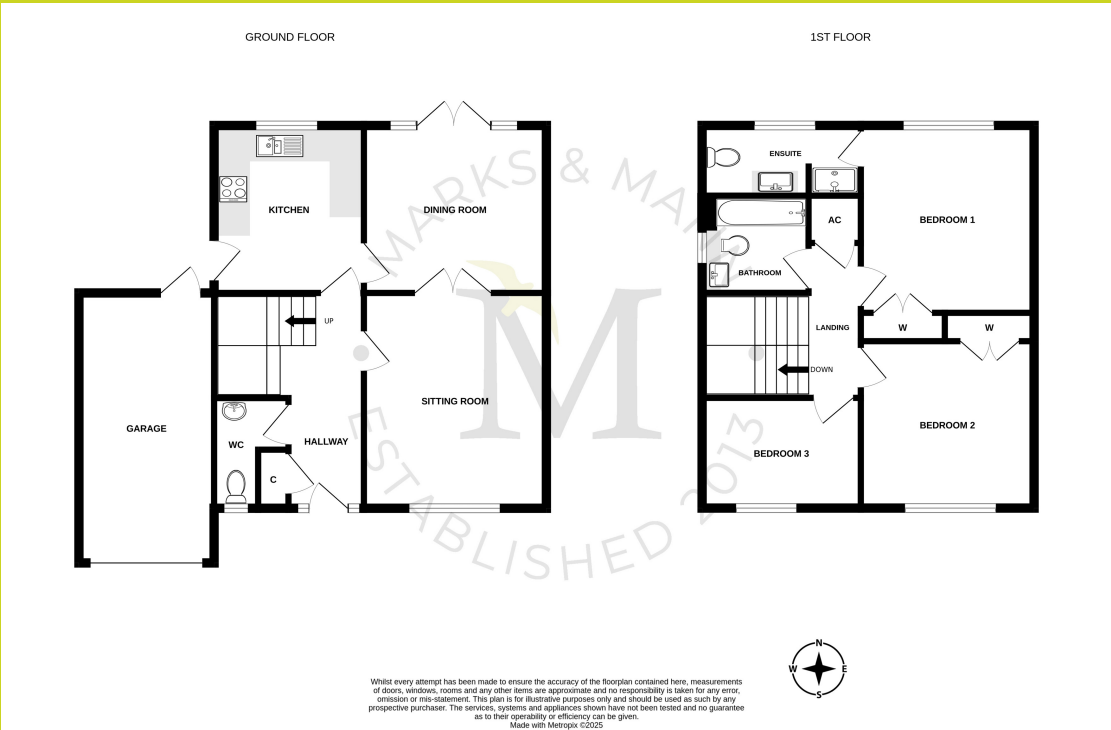 GROUND FLOOR
1ST FLOOR
KITCHEN
DINING ROOM
UP
SITTING ROOM
GARAGE
WC
HALLWAY
C
ENSUITE
BEDROOM 1
AC
BATHROOM
LANDING
W
W
DOWN
BEDROOM 2
BEDROOM 3
MARKS & MAN
M
ESTABLISHED 2013
N
W
E
S
Whilst every attempt has been made to ensure the accuracy of the floorplan contained here, measurements
of doors, windows, rooms and any other items are approximate and no responsibility is taken for any error,
omission or mis-statement. This plan is for illustrative purposes only and should be used as such by any
prospective purchaser. The services, systems and appliances shown have not been tested and no guarantee
as to their operability or efficiency can be given.
Made with Metropix ©2025